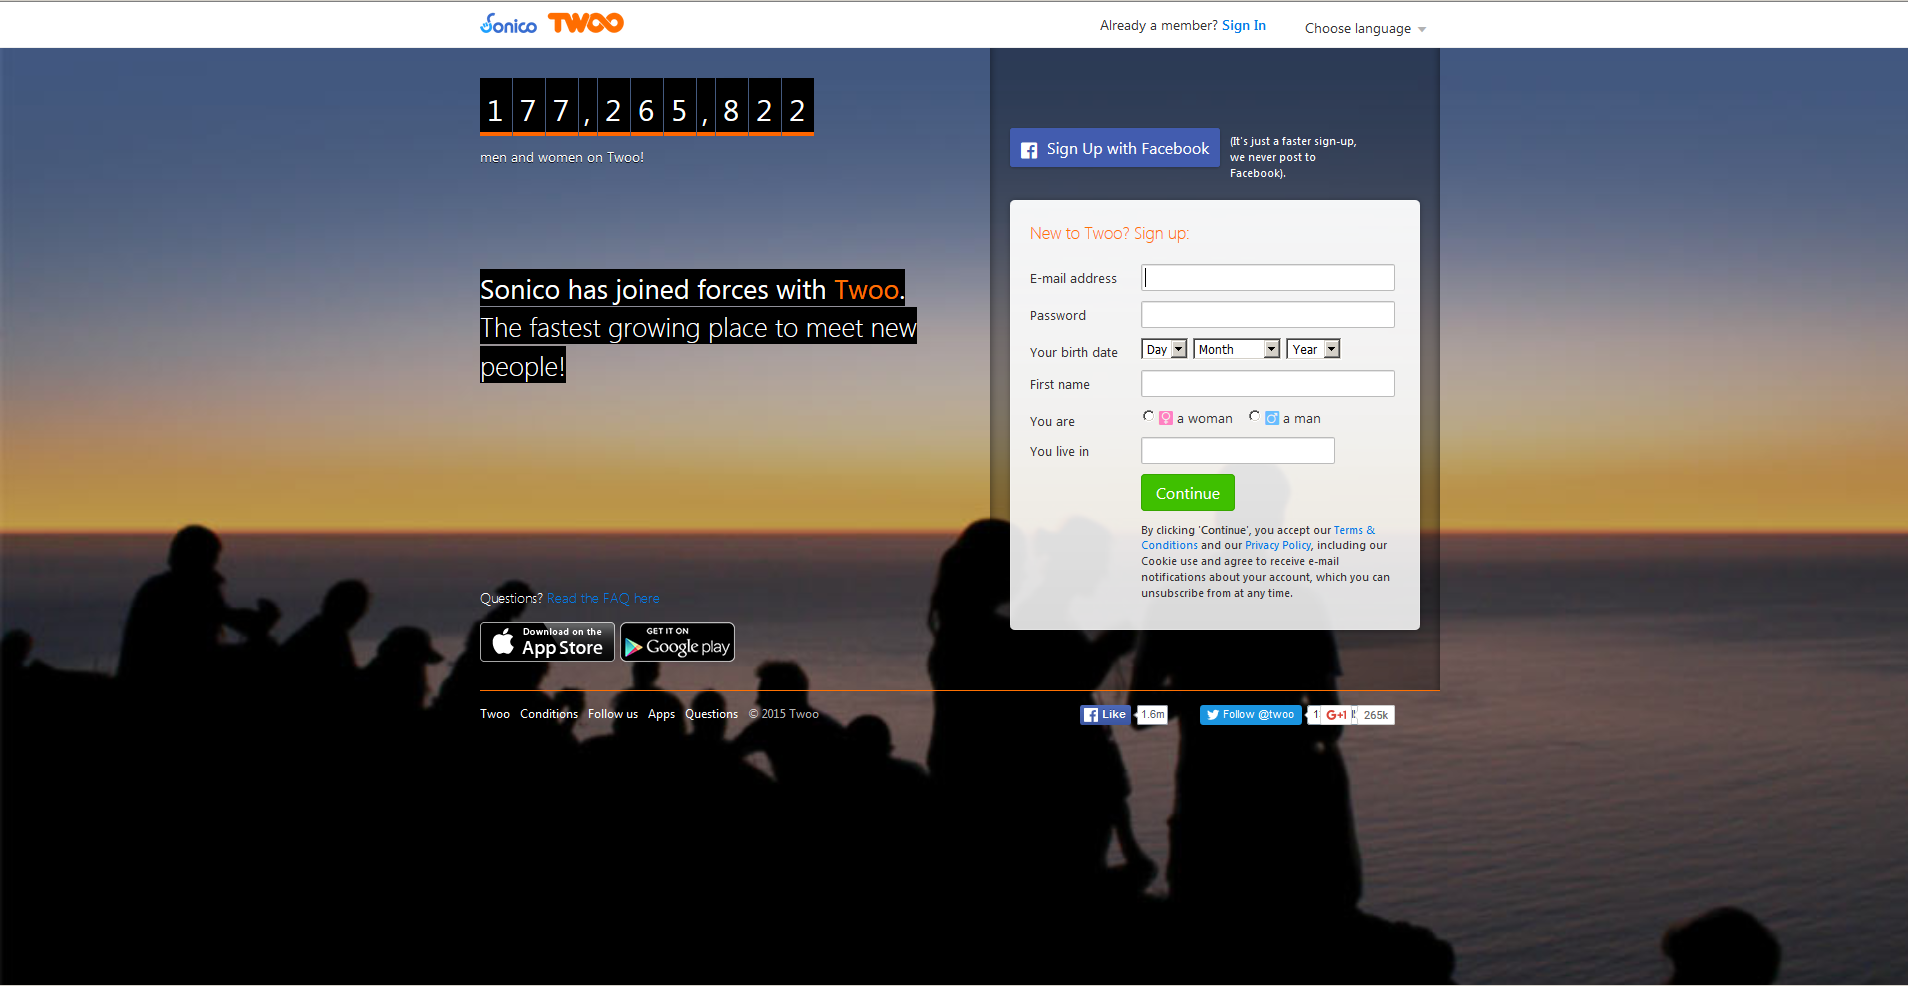 Sonico TWOO
Already a member? Sign In
Choose language
177,265,822
men and women on Twoo!
Sonico has joined forces with Twoo.
The fastest growing place to meet new
people!
Questions? Read the FAQ here
Download on the
App Store
GET IT ON
Google play
Sign Up with Facebook
(It's just a faster sign-up,
we never post to
Facebook).
New to Twoo? Sign up:
E-mail address
Password
Your birth date Day Month Year
First name
You are a woman a man
You live in
Continue
By clicking 'Continue', you accept our Terms &
Conditions and our Privacy Policy, including our
Cookie use and agree to receive e-mail
notifications about your account, which you can
unsubscribe from at any time.
Twoo Conditions Follow us Apps Questions © 2015 Twoo
Like 1.6m
Follow @twoo
G+1 265k